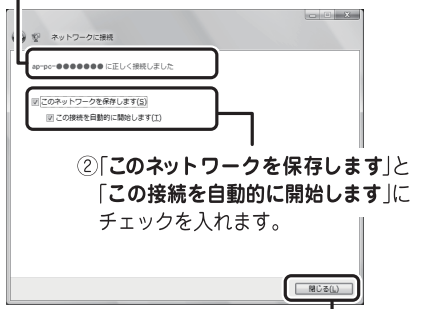 ネットワークに接続
ap-pc-●●●●●●● に正しく接続しました
このネットワークを保存します(S)
この接続を自動的に開始します(T)
②「このネットワークを保存します」と
「この接続を自動的に開始します」に
チェックを入れます。
閉じる(L)